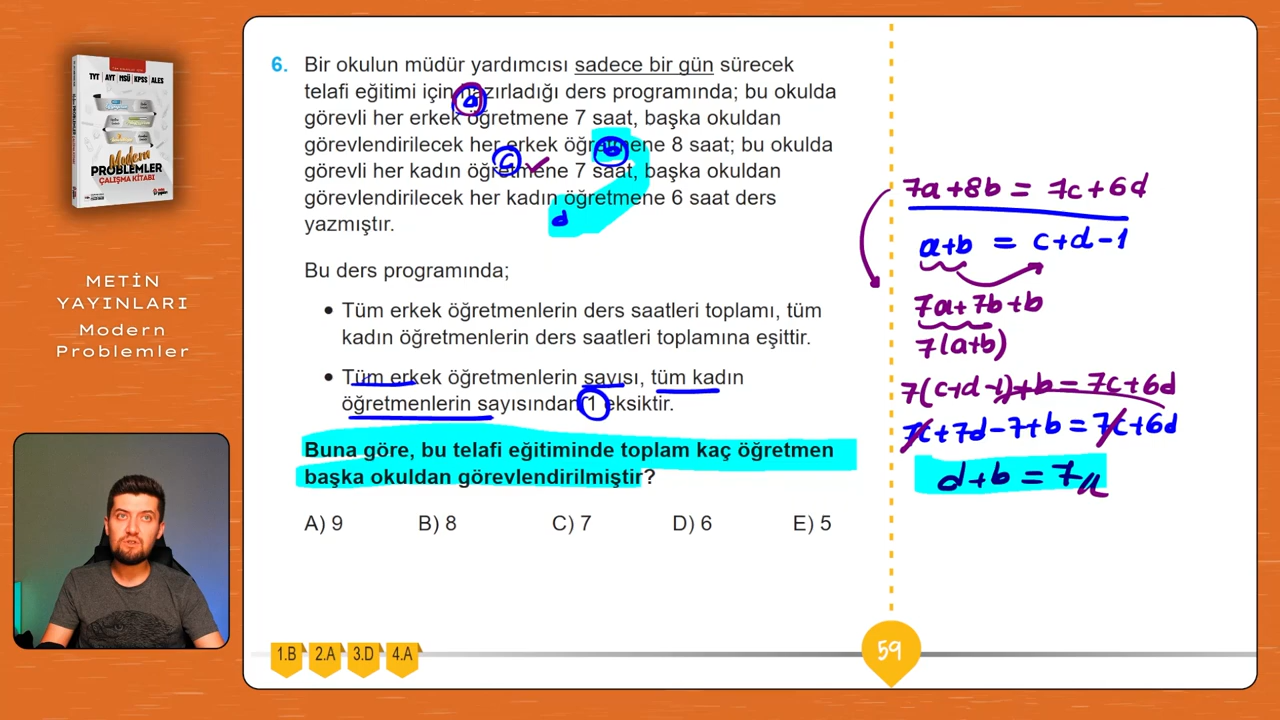 TYT | AYT | MSÜ | KPSS | ALES
Modern
PROBLEMLER
ÇALIŞMA KİTABI
METİN
YAYINLARI
Modern
Problemler
6. Bir okulun müdür yardımcısı sadece bir gün sürecek
telafi eğitimi için hazırladığı ders programında; bu okulda
görevli her erkek öğretmene 7 saat, başka okuldan
görevlendirilecek her erkek öğretmene 8 saat; bu okulda
görevli her kadın öğretmene 7 saat, başka okuldan
görevlendirilecek her kadın öğretmene 6 saat ders
yazmıştır.
a
b
c
d
Bu ders programında;
• Tüm erkek öğretmenlerin ders saatleri toplamı, tüm
kadın öğretmenlerin ders saatleri toplamına eşittir.
• Tüm erkek öğretmenlerin sayısı, tüm kadın
öğretmenlerin sayısından 1 eksiktir.
Buna göre, bu telafi eğitiminde toplam kaç öğretmen
başka okuldan görevlendirilmiştir?
A) 9 B) 8 C) 7 D) 6 E) 5
7a+8b = 7c+6d
a+b = c+d-1
7a+7b+b
7(a+b)
7(c+d-1)+b = 7c+6d
7c+7d-7+b = 7c+6d
d+b = 7
1.B 2.A 3.D 4.A
59